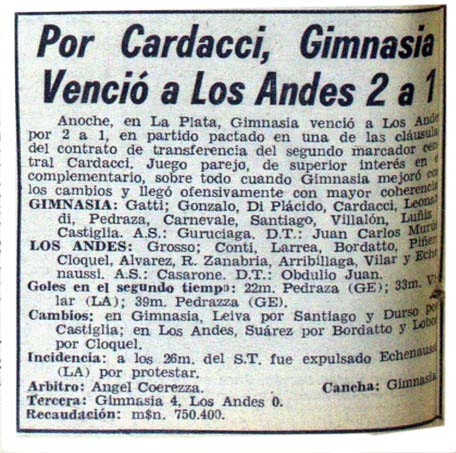 Por Cardacci, Gimnasia
Venció a Los Andes 2 a 1
Anoche, en La Plata, Gimnasia venció a Los Ande
por 2 a 1, en partido pactado en una de las cláusula
del contrato de transferencia del segundo marcador cen
tral Cardacci. Juego parejo, de superior interés en e
complementario, sobre todo cuando Gimnasia mejoró co
los cambios y llegó ofensivamente con mayor coherenci
GIMNASIA: Gatti; Gonzalo, Di Plácido, Cardacci, Leona
di, Pedraza, Carnevale, Santiago, Villalón, Luñiz
Castiglia. A.S.: Guruciaga. D.T.: Juan Carlos Murú
LOS ANDES: Grosso; Conti, Larrea, Bordatto, Piñer
Cloquel, Alvarez, R. Zanabria, Arribillaga, Vilar y Eche
naussi. A.S.: Casarone. D.T.: Obdulio Juan.
Goles en el segundo tiempo: 22m. Pedraza (GE); 33m. Vi
lar (LA); 39m. Pedrazza (GE).
Cambios: en Gimnasia, Leiva por Santiago y Durso por
Castiglia; en Los Andes, Suárez por Bordatto y Lobo
por Cloquel.
Incidencia: a los 26m. del S.T. fue expulsado Echenauss
(LA) por protestar.
Arbitro: Angel Coerezza. Cancha: Gimnasia
Tercera: Gimnasia 4, Los Andes 0.
Recaudación: m$n. 750.400.